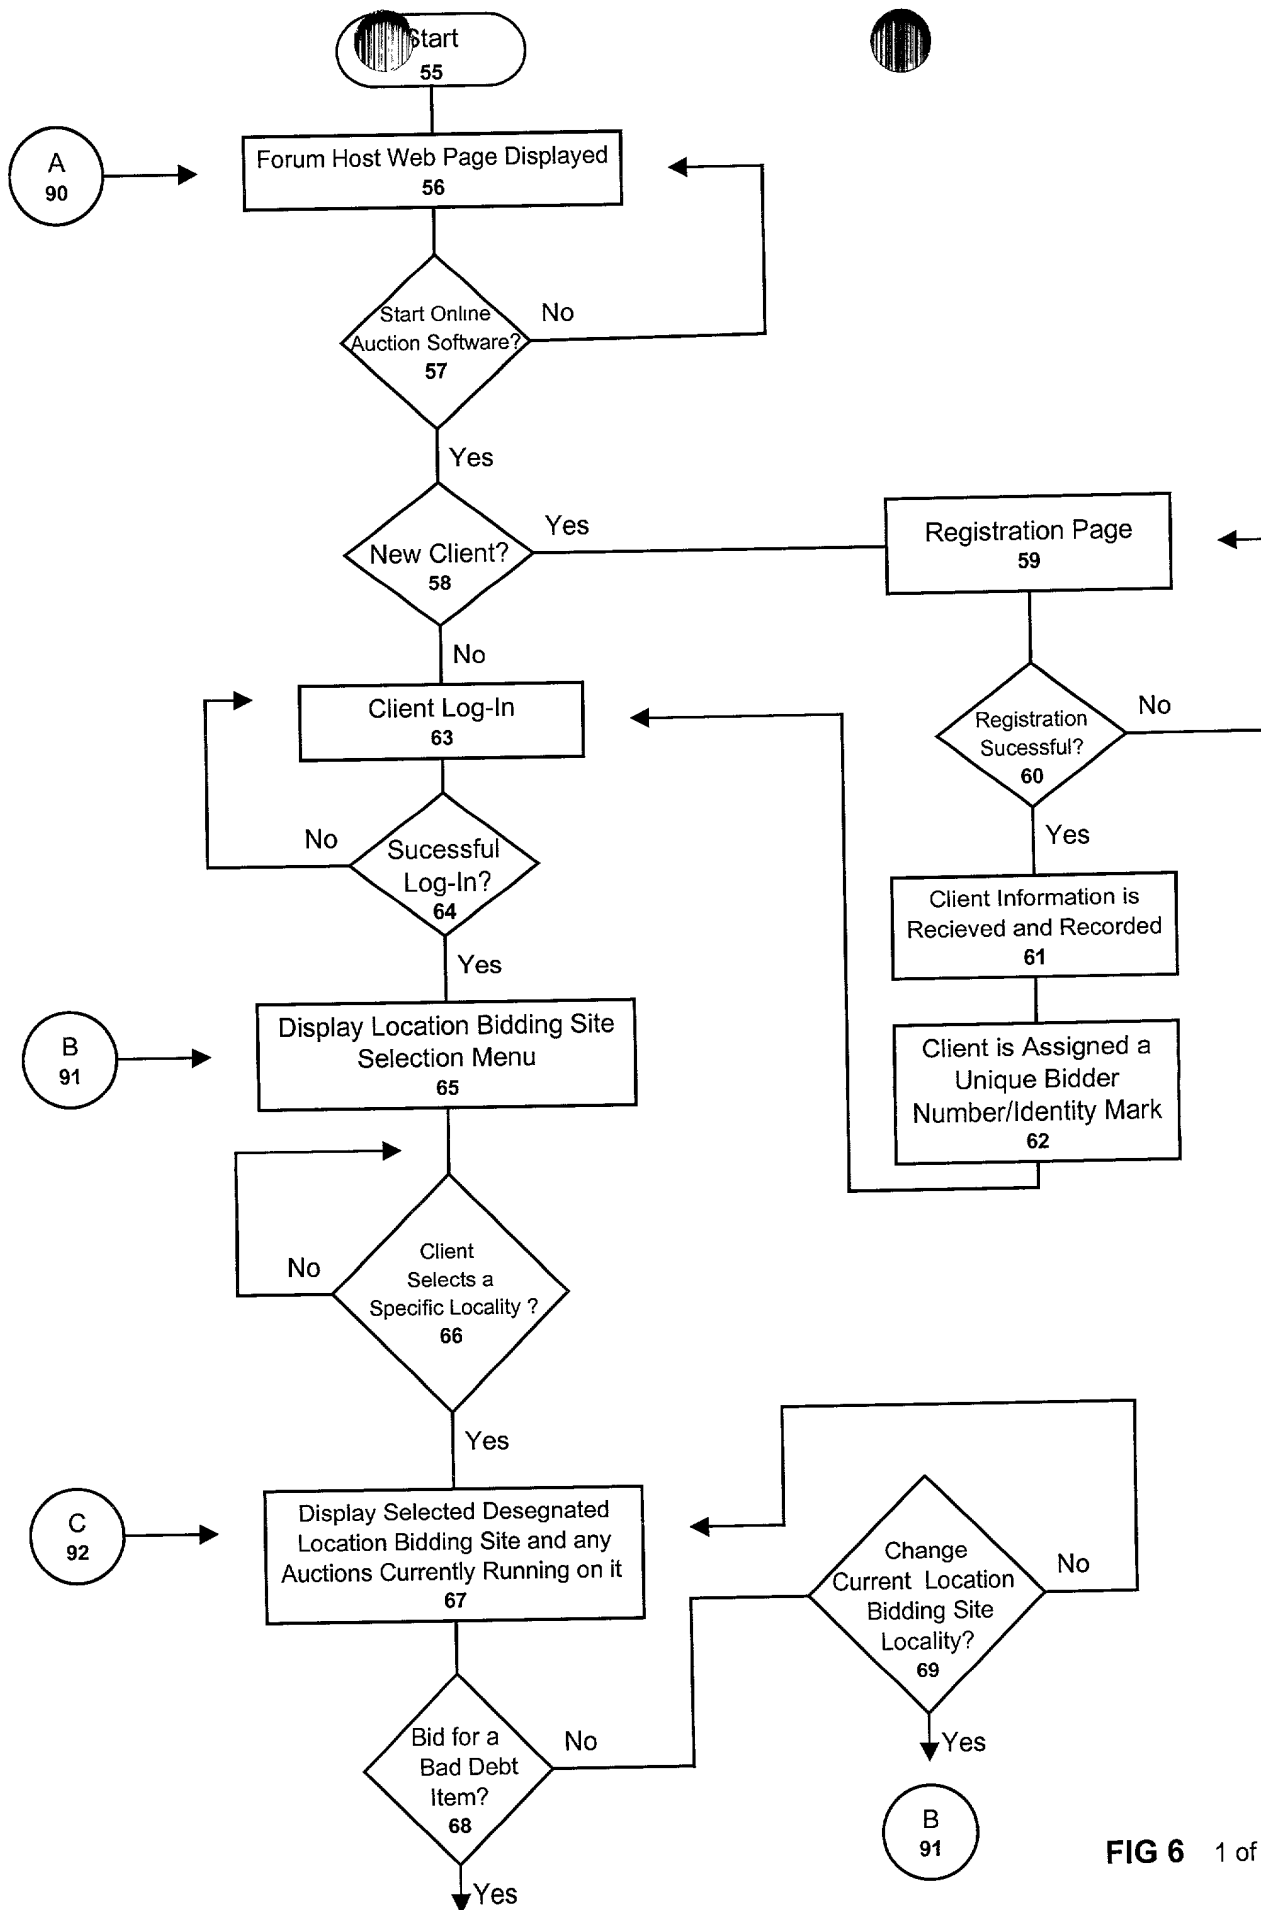 Start
55
A
90
Forum Host Web Page Displayed
56
Start Online
Auction Software?
57
No
Yes
New Client?
58
Yes
Registration Page
59
No
Client Log-In
63
Registration
Sucessful?
60
No
No
Sucessful
Log-In?
64
Yes
Client Information is
Recieved and Recorded
61
Yes
Display Location Bidding Site
Selection Menu
65
B
91
Client is Assigned a
Unique Bidder
Number/Identity Mark
62
Client
Selects a
Specific Locality ?
66
No
Yes
C
92
Display Selected Desegnated
Location Bidding Site and any
Auctions Currently Running on it
67
Change
Current Location
Bidding Site
Locality?
69
No
Bid for a
Bad Debt
Item?
68
No
Yes
B
91
Yes
FIG 6 1 of